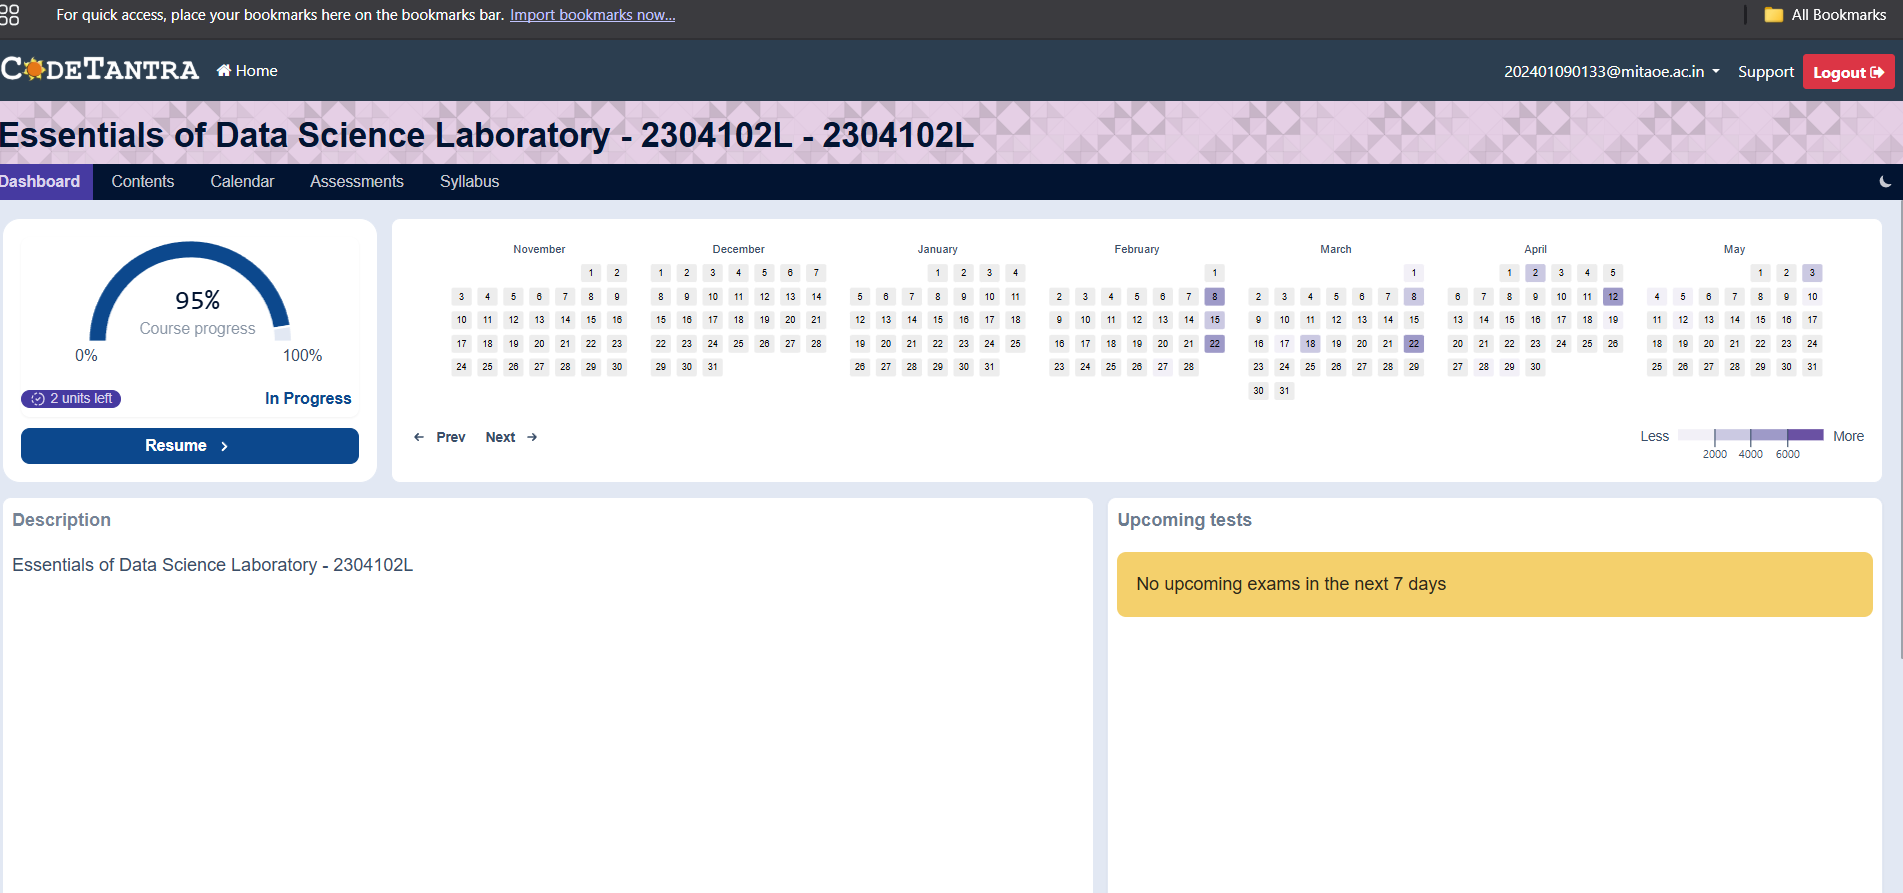 For quick access, place your bookmarks here on the bookmarks bar. Import bookmarks now...
All Bookmarks
CODETANTRA
Home
202401090133@mitaoe.ac.in
Support
Logout
Essentials of Data Science Laboratory - 2304102L - 2304102L
Dashboard
Contents
Calendar
Assessments
Syllabus
95%
Course progress
0%
100%
2 units left
In Progress
Resume
November
1 2
3 4 5 6 7 8 9
10 11 12 13 14 15 16
17 18 19 20 21 22 23
24 25 26 27 28 29 30
December
1 2 3 4 5 6 7
8 9 10 11 12 13 14
15 16 17 18 19 20 21
22 23 24 25 26 27 28
29 30 31
January
1 2 3 4
5 6 7 8 9 10 11
12 13 14 15 16 17 18
19 20 21 22 23 24 25
26 27 28 29 30 31
February
1
2 3 4 5 6 7 8
9 10 11 12 13 14 15
16 17 18 19 20 21 22
23 24 25 26 27 28
March
1
2 3 4 5 6 7 8
9 10 11 12 13 14 15
16 17 18 19 20 21 22
23 24 25 26 27 28 29
30 31
April
1 2 3 4 5
6 7 8 9 10 11 12
13 14 15 16 17 18 19
20 21 22 23 24 25 26
27 28 29 30
May
1 2 3
4 5 6 7 8 9 10
11 12 13 14 15 16 17
18 19 20 21 22 23 24
25 26 27 28 29 30 31
Prev
Next
Less
More
2000 4000 6000
Description
Essentials of Data Science Laboratory - 2304102L
Upcoming tests
No upcoming exams in the next 7 days